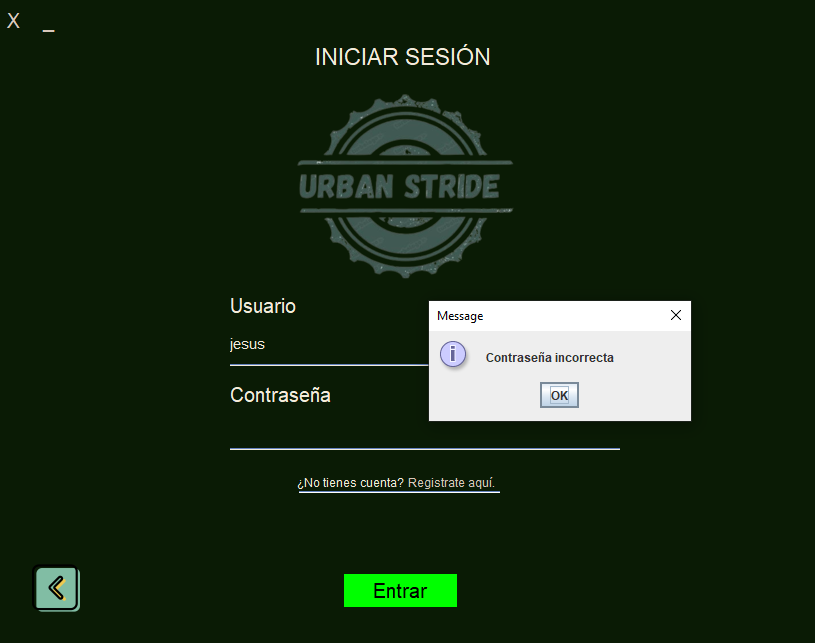 X _
INICIAR SESIÓN
URBAN STRIDE
Usuario
jesus
Message
Contraseña incorrecta
OK
Contraseña
¿No tienes cuenta? Registrate aquí.
Entrar